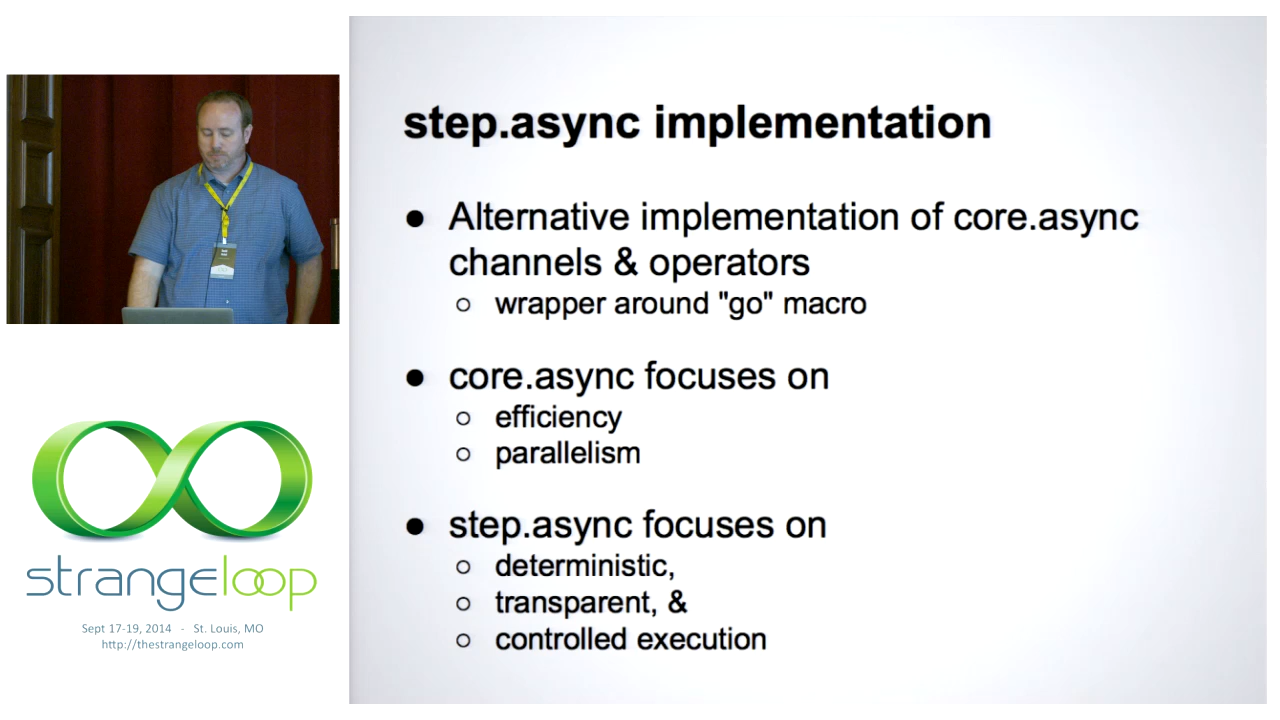 step.async implementation
● Alternative implementation of core.async
channels & operators
○ wrapper around "go" macro
● core.async focuses on
○ efficiency
○ parallelism
● step.async focuses on
○ deterministic,
○ transparent, &
○ controlled execution
strangeloop
Sept 17-19, 2014 - St. Louis, MO
http://thestrangeloop.com